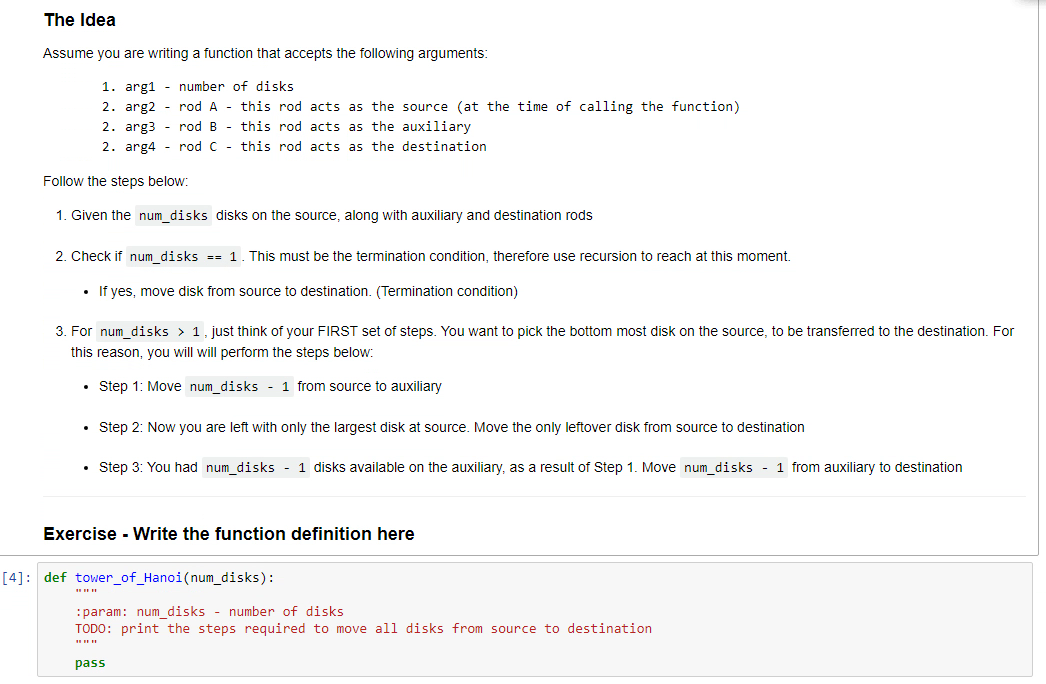 The Idea
Assume you are writing a function that accepts the following arguments:
1. arg1 - number of disks
2. arg2 - rod A - this rod acts as the source (at the time of calling the function)
2. arg3 - rod B - this rod acts as the auxiliary
2. arg4 - rod C - this rod acts as the destination
Follow the steps below:
1. Given the num_disks disks on the source, along with auxiliary and destination rods
2. Check if num_disks == 1. This must be the termination condition, therefore use recursion to reach at this moment.
• If yes, move disk from source to destination. (Termination condition)
3. For num_disks > 1, just think of your FIRST set of steps. You want to pick the bottom most disk on the source, to be transferred to the destination. For
this reason, you will will perform the steps below:
• Step 1: Move num_disks - 1 from source to auxiliary
• Step 2: Now you are left with only the largest disk at source. Move the only leftover disk from source to destination
• Step 3: You had num_disks - 1 disks available on the auxiliary, as a result of Step 1. Move num_disks - 1 from auxiliary to destination
Exercise - Write the function definition here
[4]: def tower_of_Hanoi(num_disks):
"""
:param: num_disks - number of disks
TODO: print the steps required to move all disks from source to destination
"""
pass